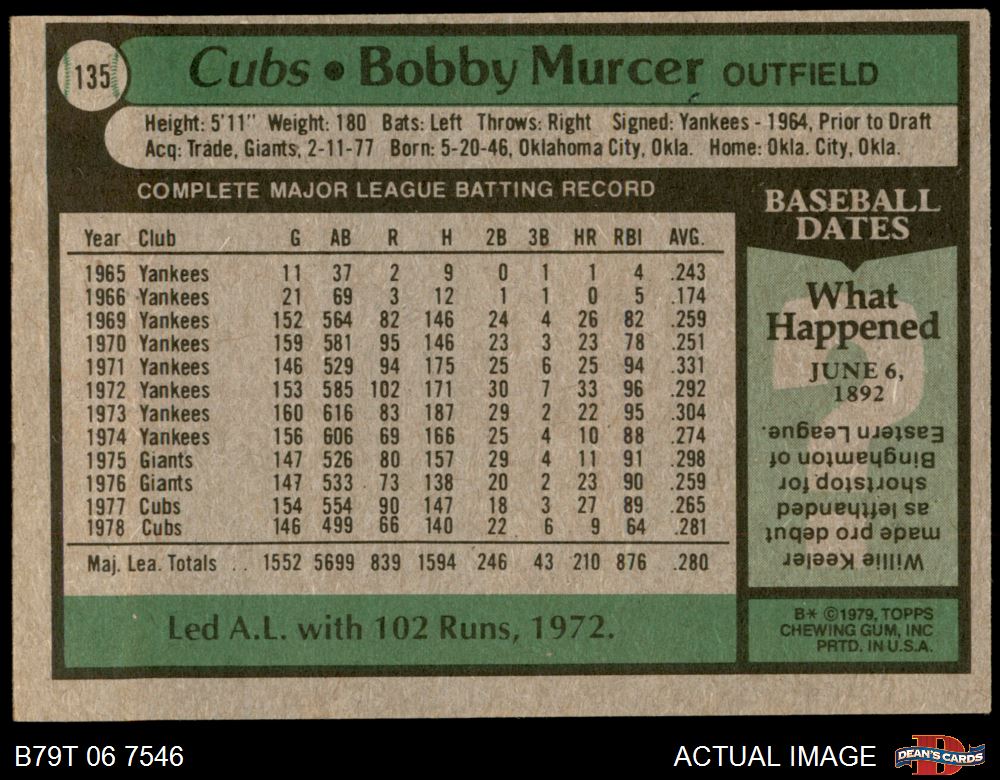 135
Cubs • Bobby Murcer OUTFIELD
Height: 5'11" Weight: 180 Bats: Left Throws: Right Signed: Yankees - 1964, Prior to Draft
Acq: Trade, Giants, 2-11-77 Born: 5-20-46, Oklahoma City, Okla. Home: Okla. City, Okla.
COMPLETE MAJOR LEAGUE BATTING RECORD
Year Club G AB R H 2B 3B HR RBI AVG.
1965 Yankees 11 37 2 9 0 1 1 4 .243
1966 Yankees 21 69 3 12 1 1 0 5 .174
1969 Yankees 152 564 82 146 24 4 26 82 .259
1970 Yankees 159 581 95 146 23 3 23 78 .251
1971 Yankees 146 529 94 175 25 6 25 94 .331
1972 Yankees 153 585 102 171 30 7 33 96 .292
1973 Yankees 160 616 83 187 29 2 22 95 .304
1974 Yankees 156 606 69 166 25 4 10 88 .274
1975 Giants 147 526 80 157 29 4 11 91 .298
1976 Giants 147 533 73 138 20 2 23 90 .259
1977 Cubs 154 554 90 147 18 3 27 89 .265
1978 Cubs 146 499 66 140 22 6 9 64 .281
Maj. Lea. Totals . . 1552 5699 839 1594 246 43 210 876 .280
Led A.L. with 102 Runs, 1972.
BASEBALL
DATES
What
Happened
JUNE 6,
1892
Willie Keeler
made pro debut
as lefthanded
shortstop for
Binghamton of
Eastern League.
B* ©1979, TOPPS
CHEWING GUM, INC
PRTD. IN U.S.A.
B79T 06 7546
ACTUAL IMAGE
D
DEAN'S CARDS